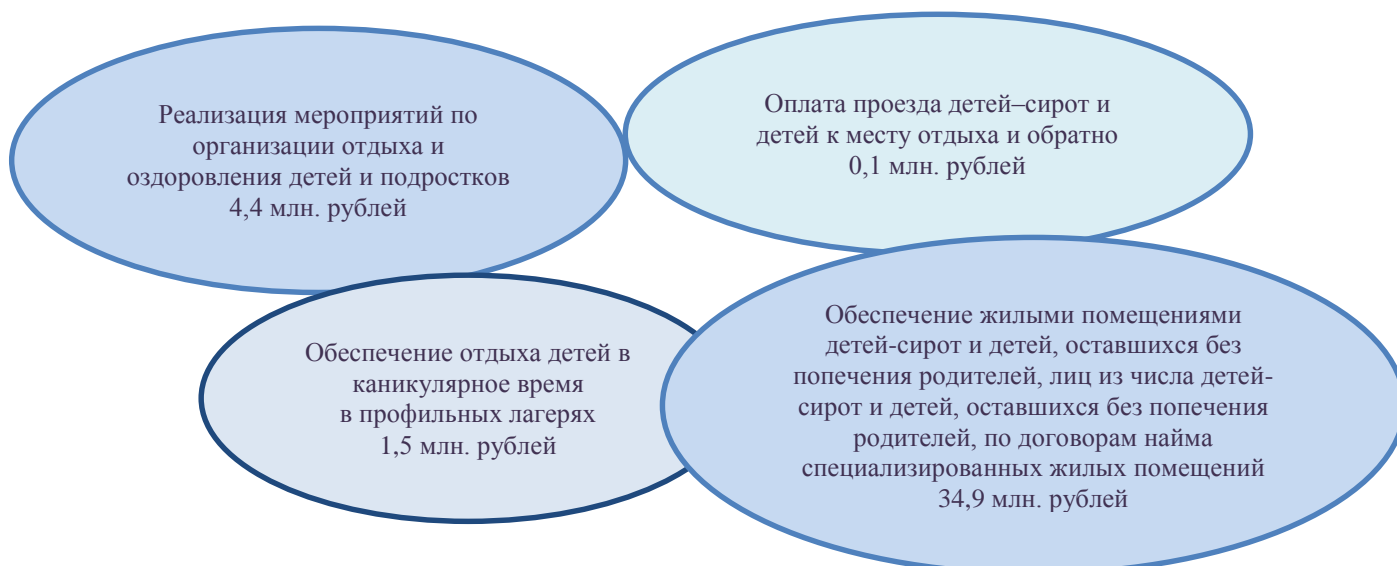 Реализация мероприятий по
организации отдыха и
оздоровления детей и подростков
4,4 млн. рублей
Оплата проезда детей–сирот и
детей к месту отдыха и обратно
0,1 млн. рублей
Обеспечение отдыха детей в
каникулярное время
в профильных лагерях
1,5 млн. рублей
Обеспечение жилыми помещениями
детей-сирот и детей, оставшихся без
попечения родителей, лиц из числа детей-
сирот и детей, оставшихся без попечения
родителей, по договорам найма
специализированных жилых помещений
34,9 млн. рублей